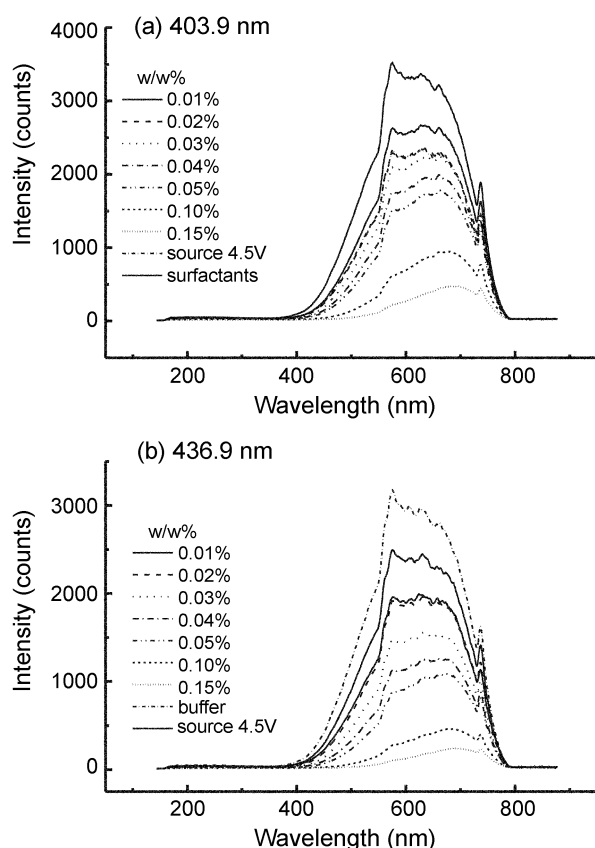 (a) 403.9 nm
4000
3000
2000
1000
0
Intensity (counts)
w/w%
0.01%
0.02%
0.03%
0.04%
0.05%
0.10%
0.15%
source 4.5V
surfactants
200 400 600 800
Wavelength (nm)
(b) 436.9 nm
3000
2000
1000
0
Intensity (counts)
w/w%
0.01%
0.02%
0.03%
0.04%
0.05%
0.10%
0.15%
buffer
source 4.5V
200 400 600 800
Wavelength (nm)